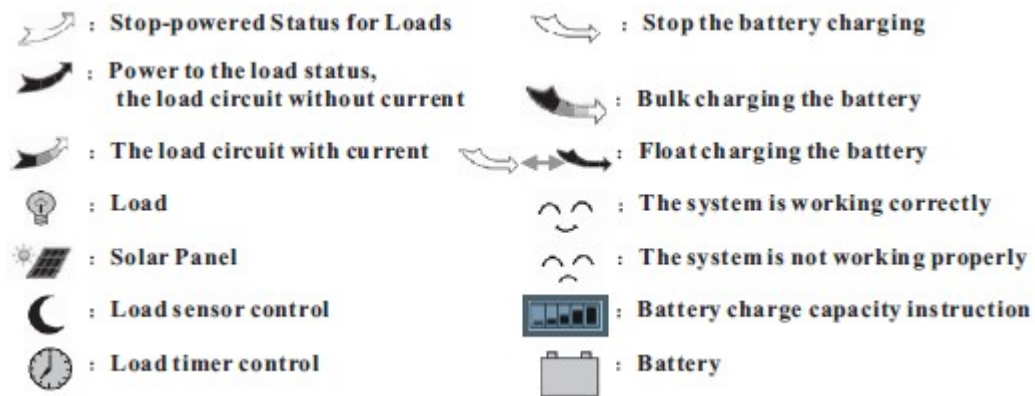 : Stop-powered Status for Loads
: Power to the load status,
the load circuit without current
: The load circuit with current
: Load
: Solar Panel
: Load sensor control
: Load timer control
: Stop the battery charging
: Bulk charging the battery
: Float charging the battery
: The system is working correctly
: The system is not working properly
: Battery charge capacity instruction
: Battery